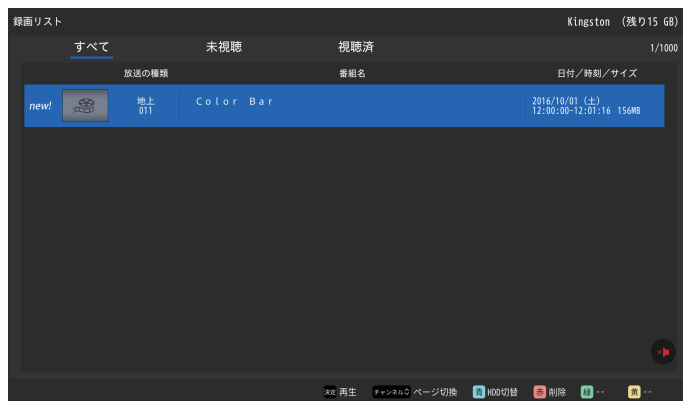 録画リスト Kingston (残り15 GB)
すべて 未視聴 視聴済 1/1000
放送の種類 番組名 日付/時刻/サイズ
new! 地上 Color Bar 2016/10/01 (土)
011 12:00:00-12:01:16 156MB
決定 再生 チャンネル ページ切換 青 HDD切替 赤 削除 緑 -- 黄 --